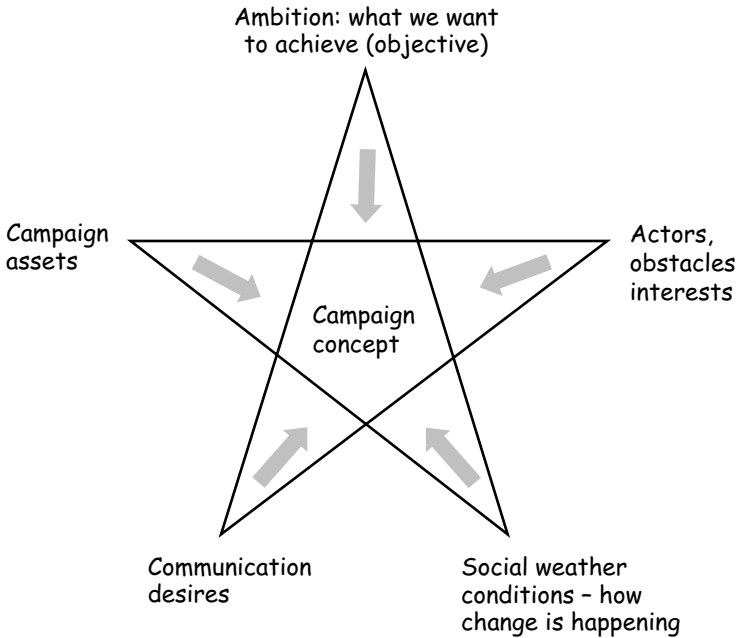 Ambition: what we want
to achieve (objective)
Campaign
assets
Actors,
obstacles
interests
Campaign
concept
Communication
desires
Social weather
conditions – how
change is happening